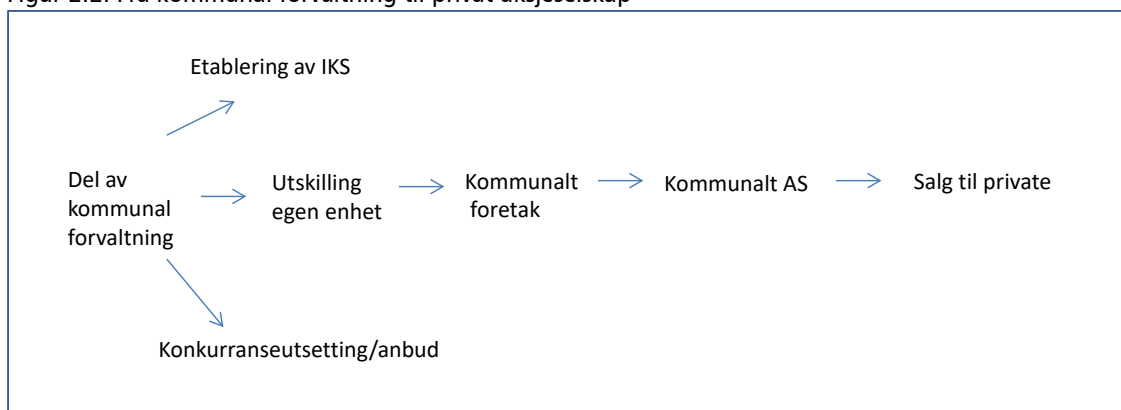 Etablering av IKS
Del av
kommunal
forvaltning
Utskilling
egen enhet
Kommunalt
foretak
Kommunalt AS
Salg til private
Konkurranseutsetting/anbud